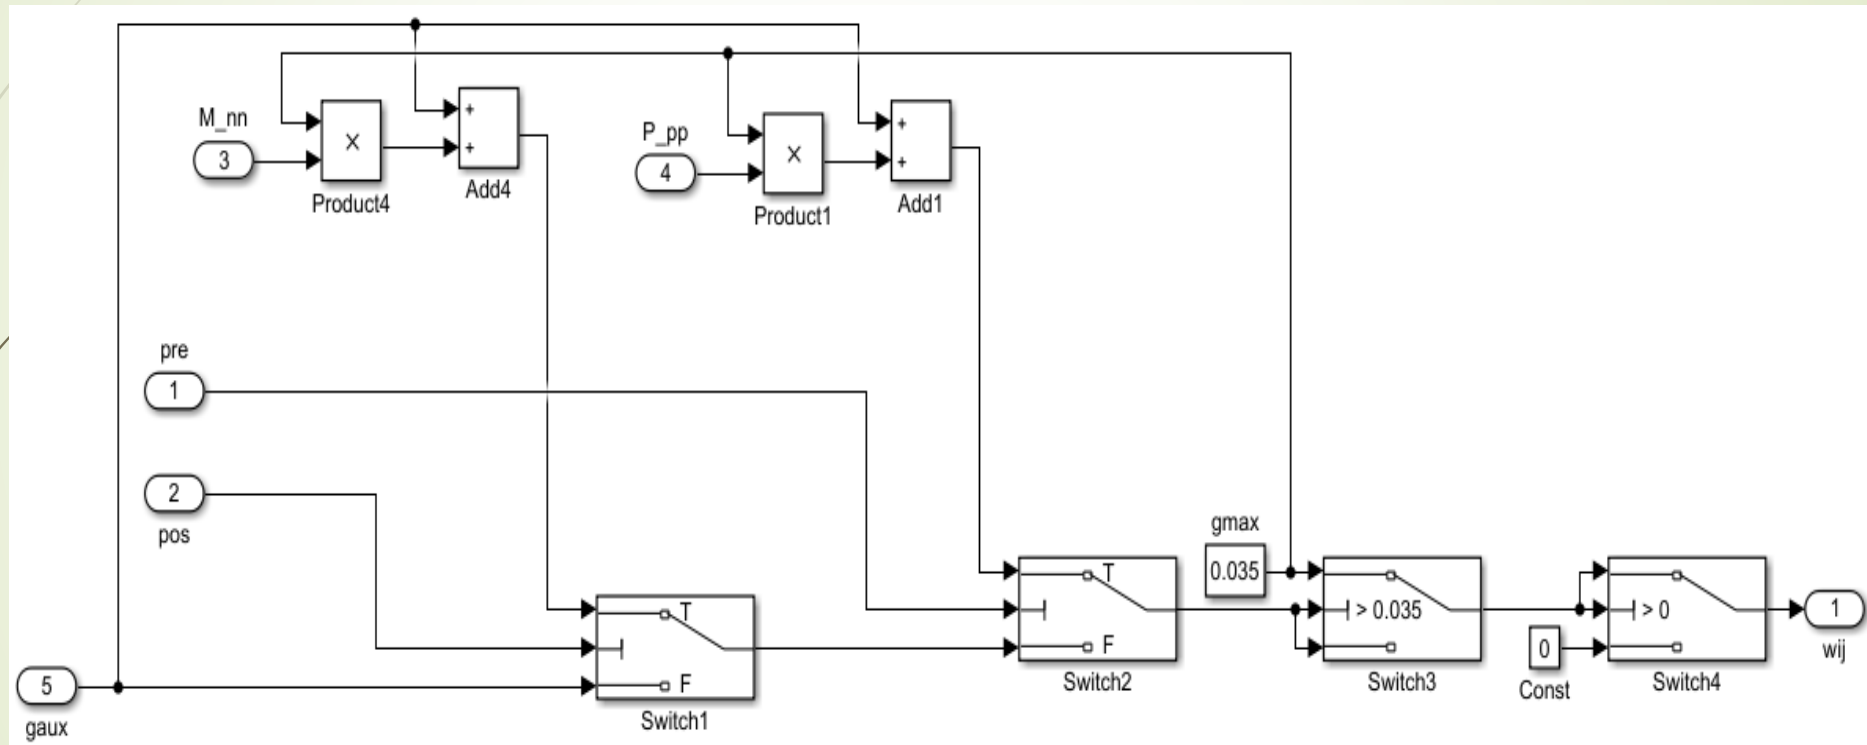 M_nn
3
×
Product4
+
+
Add4
P_pp
4
×
Product1
+
+
Add1
pre
1
2
pos
5
gaux
T
F
Switch1
T
F
Switch2
gmax
0.035
> 0.035
Switch3
0
Const
> 0
Switch4
1
wij